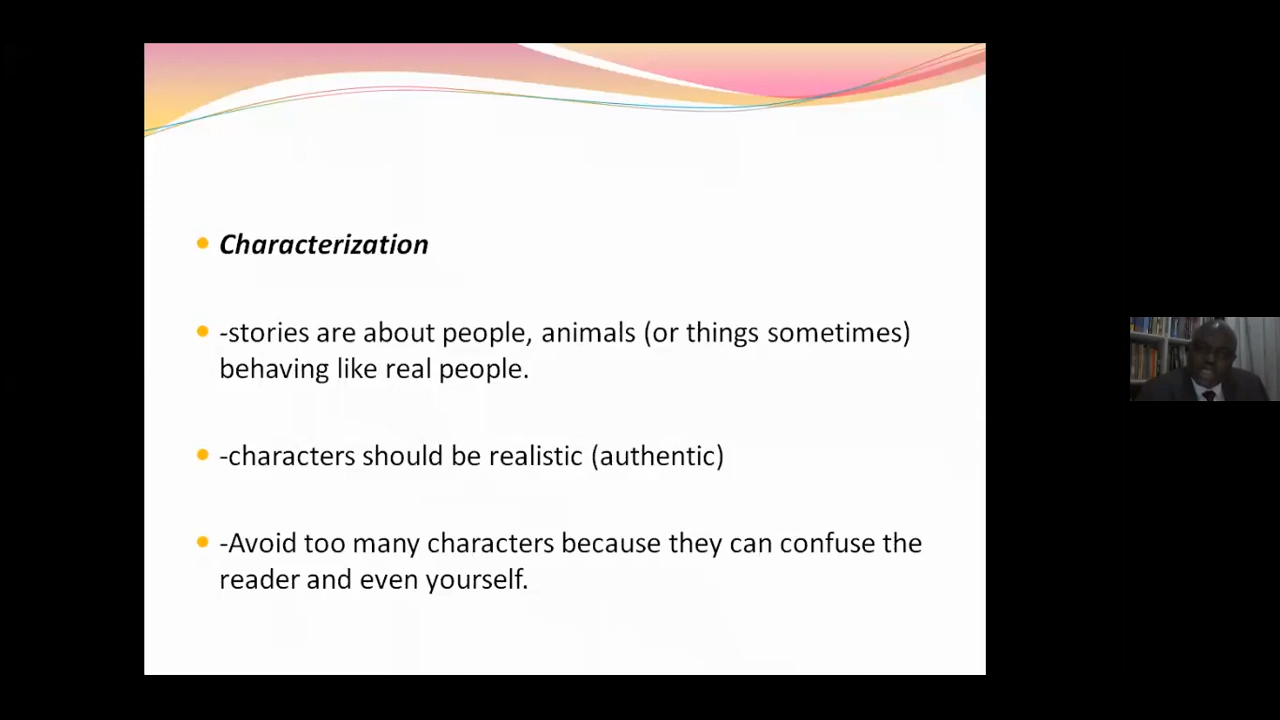 Characterization
-stories are about people, animals (or things sometimes)
behaving like real people.
-characters should be realistic (authentic)
-Avoid too many characters because they can confuse the
reader and even yourself.